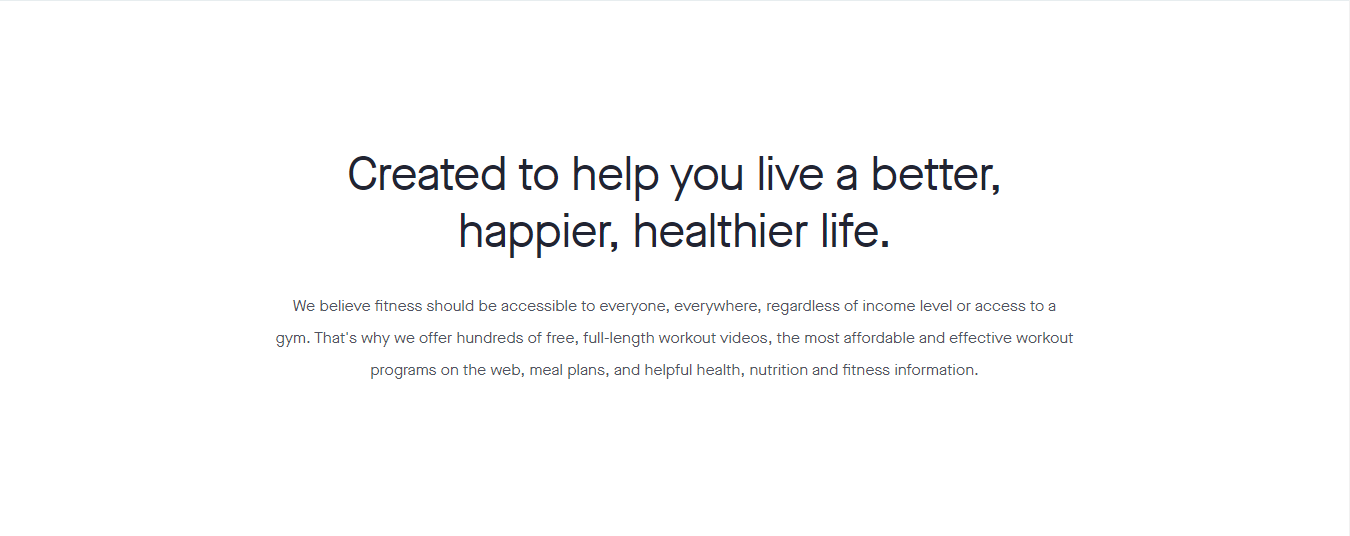 Created to help you live a better,
happier, healthier life.
We believe fitness should be accessible to everyone, everywhere, regardless of income level or access to a
gym. That's why we offer hundreds of free, full-length workout videos, the most affordable and effective workout
programs on the web, meal plans, and helpful health, nutrition and fitness information.